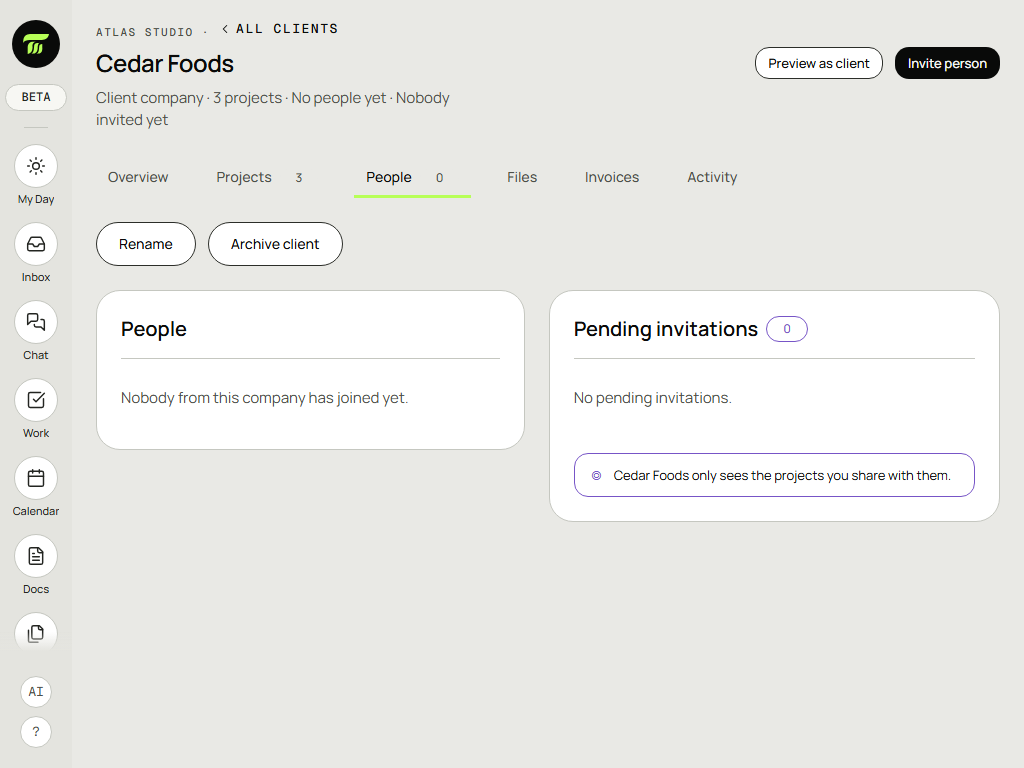 ATLAS STUDIO · < ALL CLIENTS
Cedar Foods
Client company · 3 projects · No people yet · Nobody
invited yet
Preview as client
Invite person
BETA
My Day
Inbox
Chat
Work
Calendar
Docs
AI
?
Overview
Projects 3
People 0
Files
Invoices
Activity
Rename
Archive client
People
Nobody from this company has joined yet.
Pending invitations 0
No pending invitations.
Cedar Foods only sees the projects you share with them.